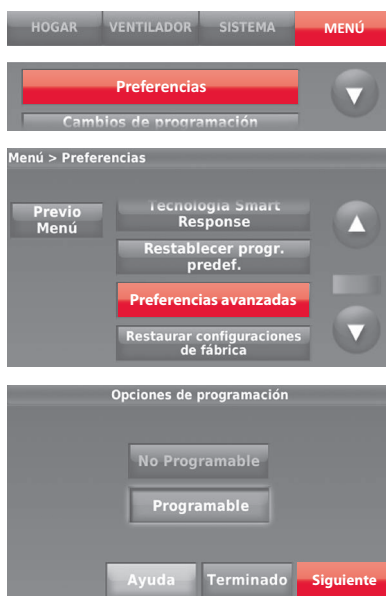 HOGAR VENTILADOR SISTEMA MENÚ
Preferencias
Cambios de programación
Menú > Preferencias
Previo
Menú
Tecnología Smart
Response
Restablecer progr.
predef.
Preferencias avanzadas
Restaurar configuraciones
de fábrica
Opciones de programación
No Programable
Programable
Ayuda Terminado Siguiente